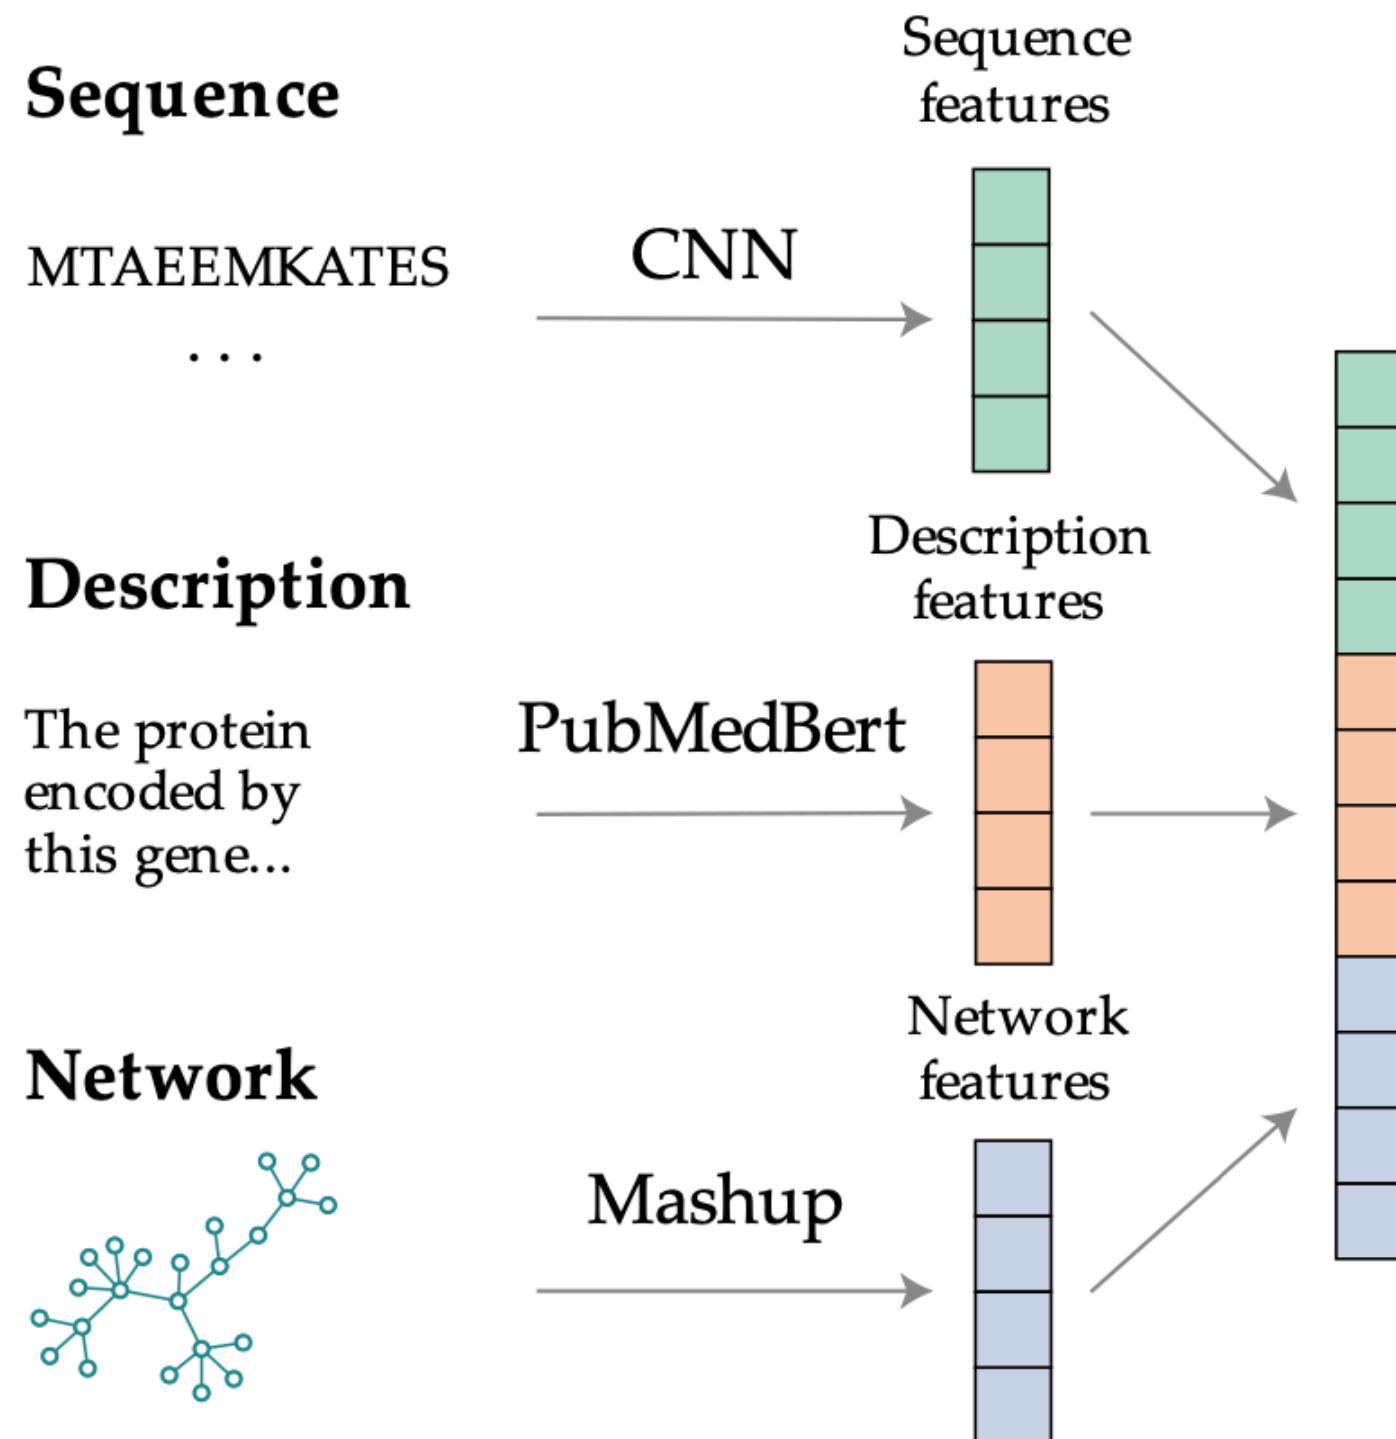 Sequence
features
Sequence
MTAEEMKATES
...
CNN
Description
features
Description
The protein
encoded by
this gene...
PubMedBert
Network
features
Network
Mashup